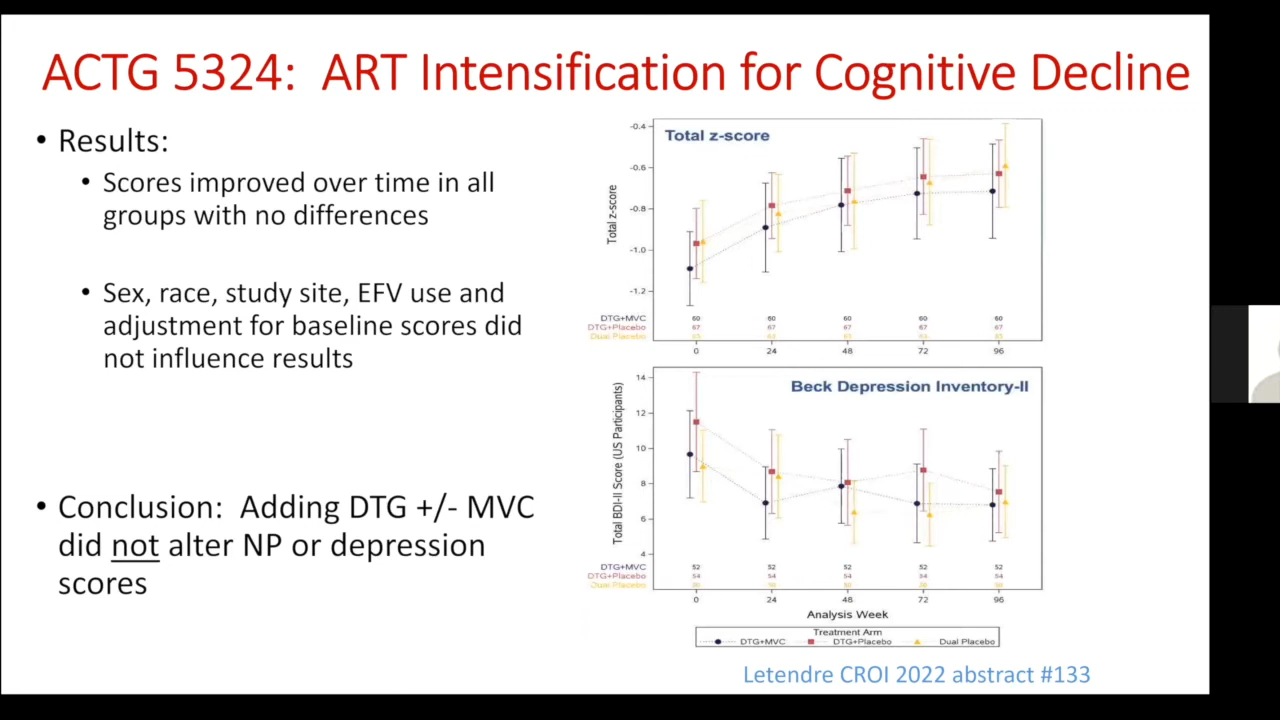 ACTG 5324: ART Intensification for Cognitive Decline
• Results:
• Scores improved over time in all
groups with no differences
• Sex, race, study site, EFV use and
adjustment for baseline scores did
not influence results
• Conclusion: Adding DTG +/- MVC
did not alter NP or depression
scores
Total z-score
Total z-score
-0.4
-0.6
-0.8
-1.0
-1.2
DTG+MVC 60 60 60 60 60
DTG+Placebo 67 67 67 67 67
Dual Placebo
0 24 48 72 96
Beck Depression Inventory-II
Total BDI-II Score (US Participants)
14
12
10
8
6
4
DTG+MVC 52 52 52 52 52
DTG+Placebo 54 54 54 54 54
Dual Placebo
0 24 48 72 96
Analysis Week
Treatment Arm
DTG+MVC DTG+Placebo Dual Placebo
Letendre CROI 2022 abstract #133